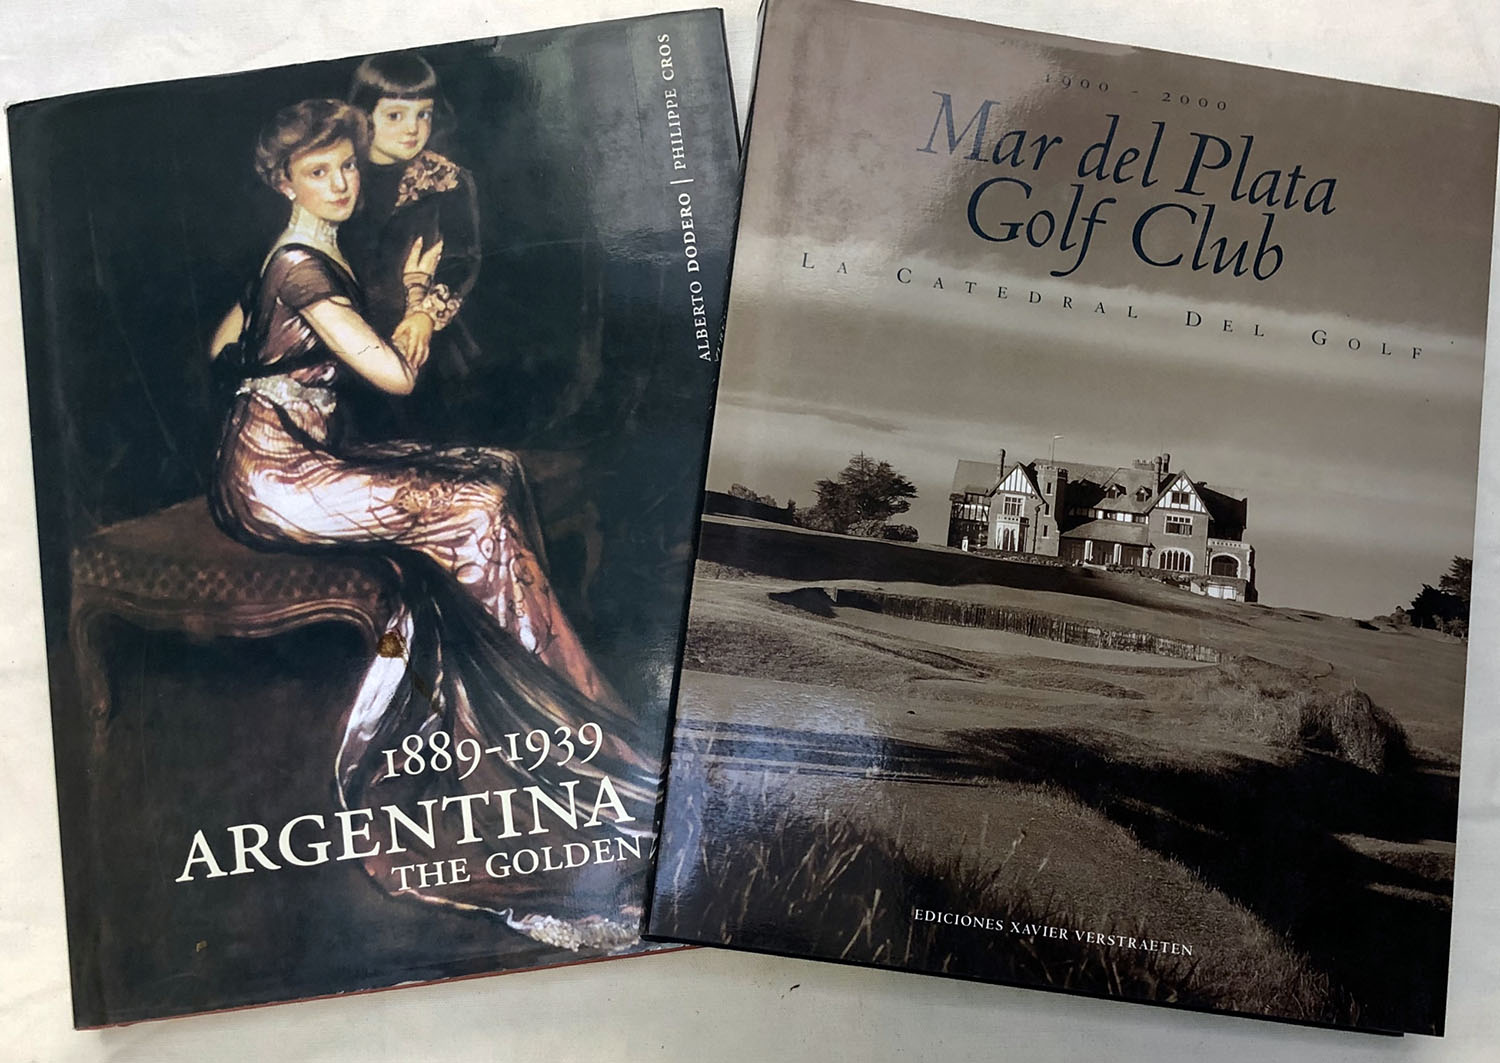 ALBERTO DODERO | PHILIPPE CROS
1889-1939
ARGENTINA
THE GOLDEN
1900 - 2000
Mar del Plata
Golf Club
LA CATEDRAL DEL GOLF
EDICIONES XAVIER VERSTRAETEN